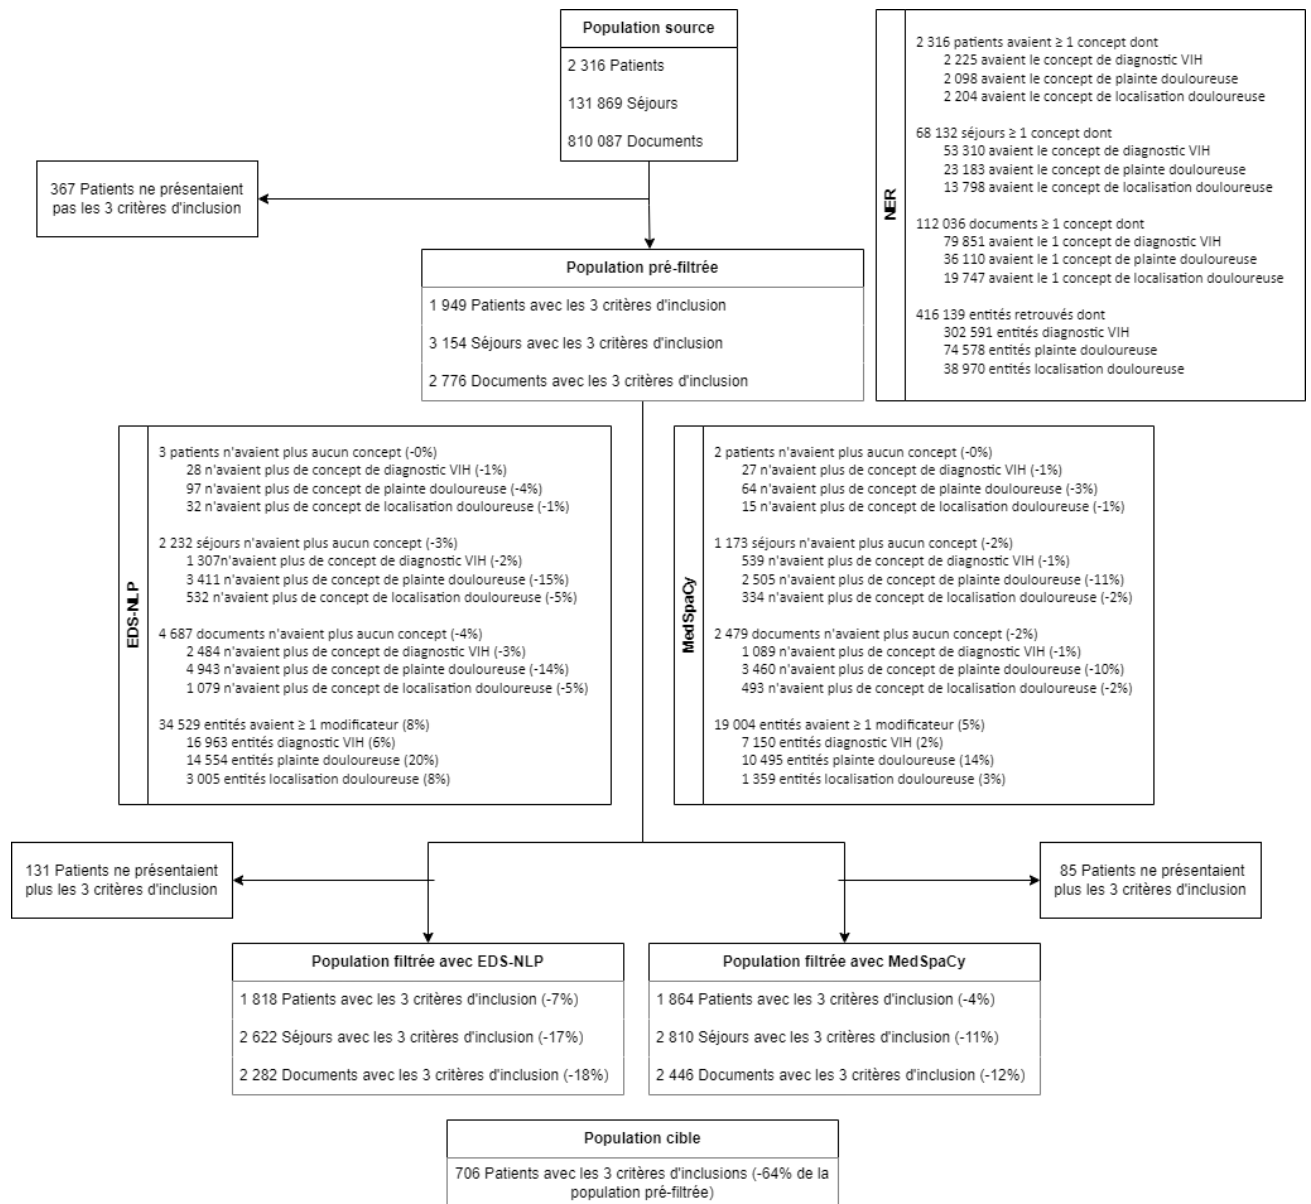 Population source
2 316 Patients
131 869 Séjours
810 087 Documents
NER
2 316 patients avaient ≥ 1 concept dont
2 225 avaient le concept de diagnostic VIH
2 098 avaient le concept de plainte douloureuse
2 204 avaient le concept de localisation douloureuse
68 132 séjours ≥ 1 concept dont
53 310 avaient le concept de diagnostic VIH
23 183 avaient le concept de plainte douloureuse
13 798 avaient le concept de localisation douloureuse
112 036 documents ≥ 1 concept dont
79 851 avaient le 1 concept de diagnostic VIH
36 110 avaient le 1 concept de plainte douloureuse
19 747 avaient le 1 concept de localisation douloureuse
416 139 entités retrouvés dont
302 591 entités diagnostic VIH
74 578 entités plainte douloureuse
38 970 entités localisation douloureuse
367 Patients ne présentaient
pas les 3 critères d'inclusion
Population pré-filtrée
1 949 Patients avec les 3 critères d'inclusion
3 154 Séjours avec les 3 critères d'inclusion
2 776 Documents avec les 3 critères d'inclusion
EDS-NLP
3 patients n'avaient plus aucun concept (-0%)
28 n'avaient plus de concept de diagnostic VIH (-1%)
97 n'avaient plus de concept de plainte douloureuse (-4%)
32 n'avaient plus de concept de localisation douloureuse (-1%)
2 232 séjours n'avaient plus aucun concept (-3%)
1 307n'avaient plus de concept de diagnostic VIH (-2%)
3 411 n'avaient plus de concept de plainte douloureuse (-15%)
532 n'avaient plus de concept de localisation douloureuse (-5%)
4 687 documents n'avaient plus aucun concept (-4%)
2 484 n'avaient plus de concept de diagnostic VIH (-3%)
4 943 n'avaient plus de concept de plainte douloureuse (-14%)
1 079 n'avaient plus de concept de localisation douloureuse (-5%)
34 529 entités avaient ≥ 1 modificateur (8%)
16 963 entités diagnostic VIH (6%)
14 554 entités plainte douloureuse (20%)
3 005 entités localisation douloureuse (8%)
MedSpaCy
2 patients n'avaient plus aucun concept (-0%)
27 n'avaient plus de concept de diagnostic VIH (-1%)
64 n'avaient plus de concept de plainte douloureuse (-3%)
15 n'avaient plus de concept de localisation douloureuse (-1%)
1 173 séjours n'avaient plus aucun concept (-2%)
539 n'avaient plus de concept de diagnostic VIH (-1%)
2 505 n'avaient plus de concept de plainte douloureuse (-11%)
334 n'avaient plus de concept de localisation douloureuse (-2%)
2 479 documents n'avaient plus aucun concept (-2%)
1 089 n'avaient plus de concept de diagnostic VIH (-1%)
3 460 n'avaient plus de concept de plainte douloureuse (-10%)
493 n'avaient plus de concept de localisation douloureuse (-2%)
19 004 entités avaient ≥ 1 modificateur (5%)
7 150 entités diagnostic VIH (2%)
10 495 entités plainte douloureuse (14%)
1 359 entités localisation douloureuse (3%)
131 Patients ne présentaient
plus les 3 critères d'inclusion
85 Patients ne présentaient
plus les 3 critères d'inclusion
Population filtrée avec EDS-NLP
1 818 Patients avec les 3 critères d'inclusion (-7%)
2 622 Séjours avec les 3 critères d'inclusion (-17%)
2 282 Documents avec les 3 critères d'inclusion (-18%)
Population filtrée avec MedSpaCy
1 864 Patients avec les 3 critères d'inclusion (-4%)
2 810 Séjours avec les 3 critères d'inclusion (-11%)
2 446 Documents avec les 3 critères d'inclusion (-12%)
Population cible
706 Patients avec les 3 critères d'inclusions (-64% de la
population pré-filtrée)